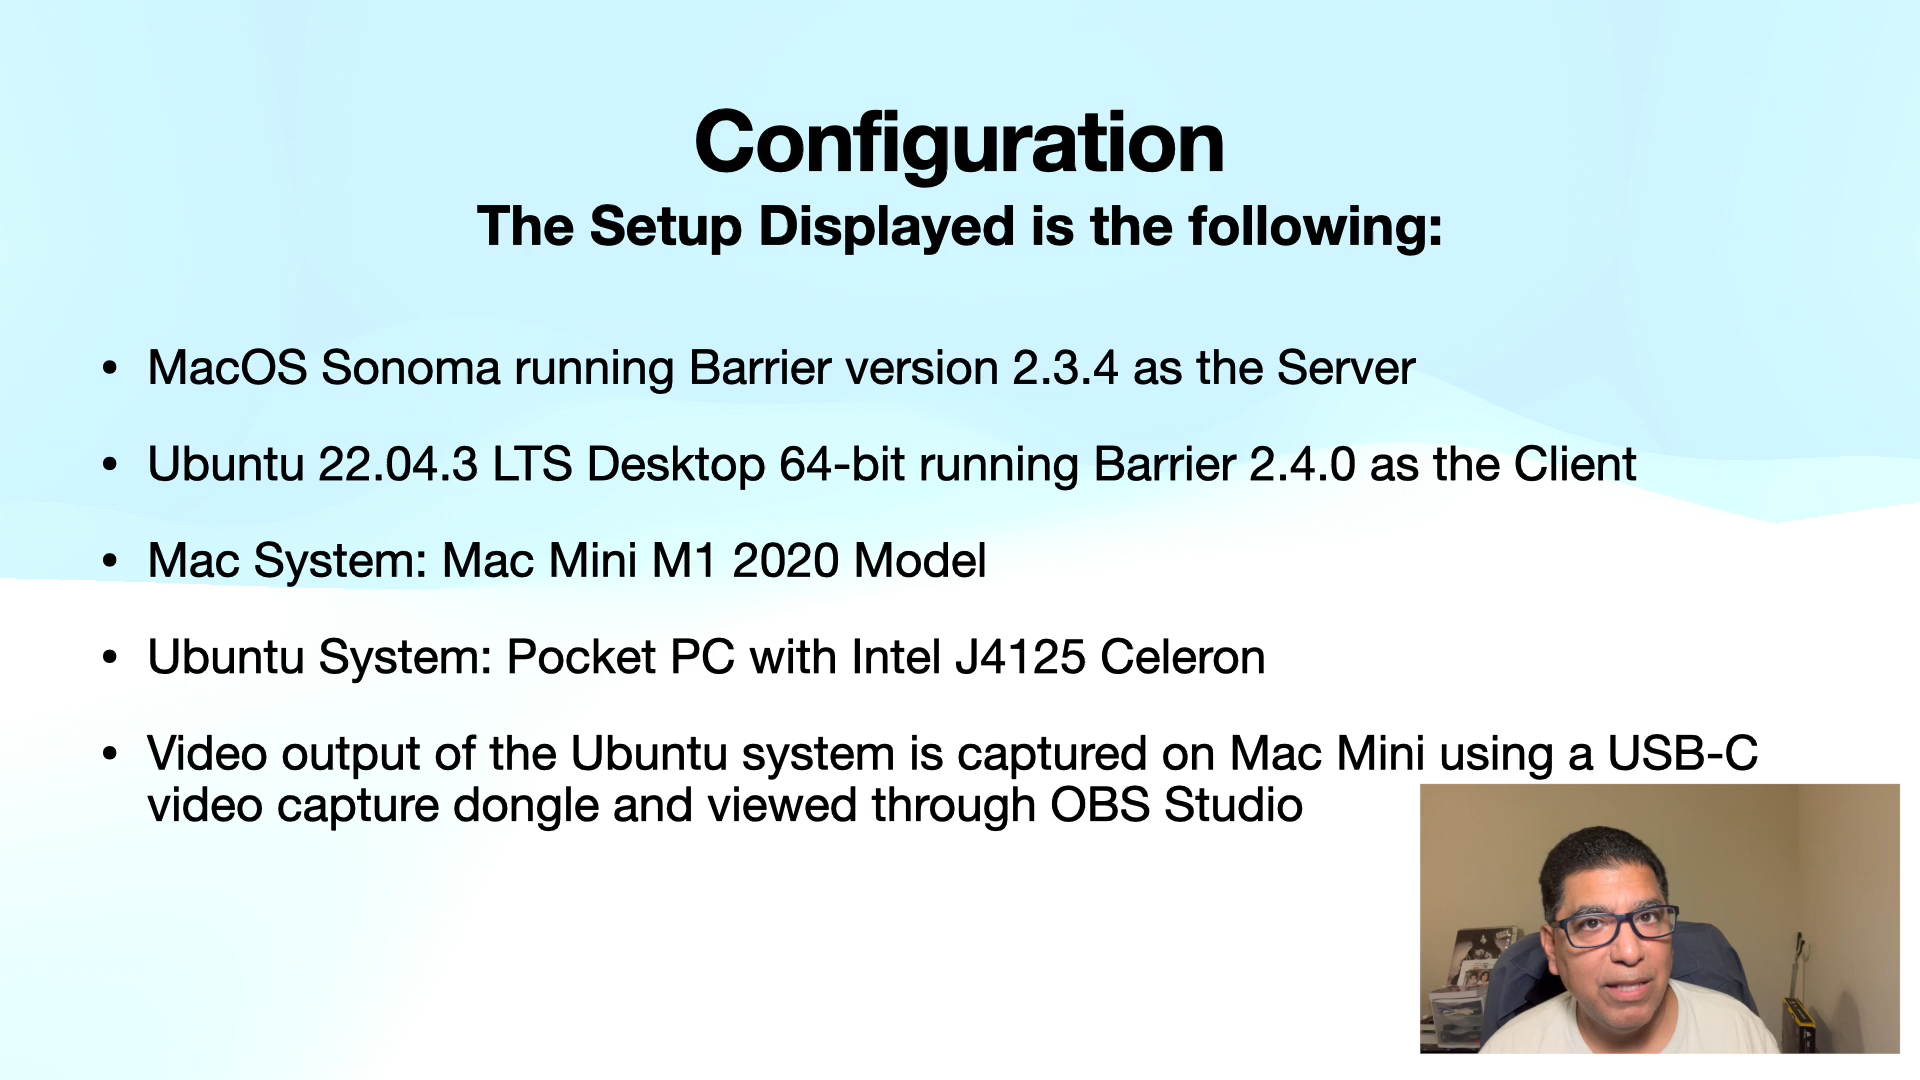 Configuration
The Setup Displayed is the following:
• MacOS Sonoma running Barrier version 2.3.4 as the Server
• Ubuntu 22.04.3 LTS Desktop 64-bit running Barrier 2.4.0 as the Client
• Mac System: Mac Mini M1 2020 Model
• Ubuntu System: Pocket PC with Intel J4125 Celeron
• Video output of the Ubuntu system is captured on Mac Mini using a USB-C
video capture dongle and viewed through OBS Studio